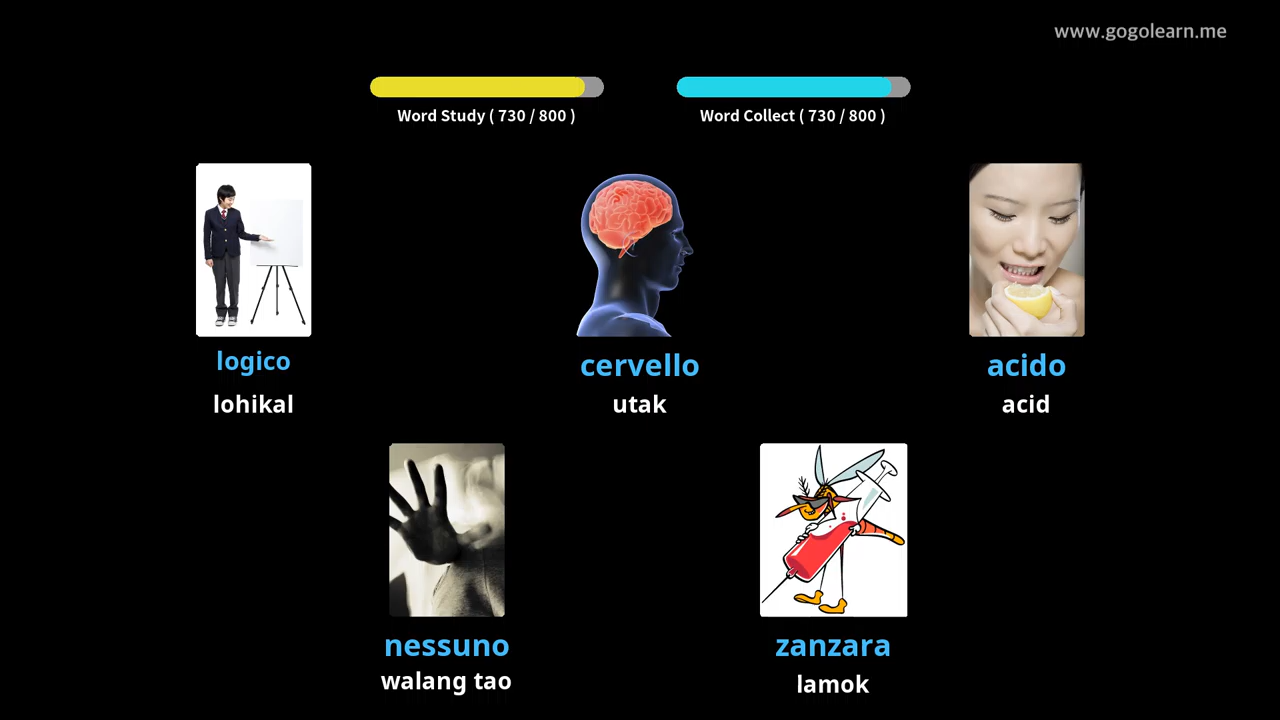 www.gogolearn.me
Word Study ( 730 / 800 )
Word Collect ( 730 / 800 )
logico
lohikal
cervello
utak
acido
acid
nessuno
walang tao
zanzara
lamok